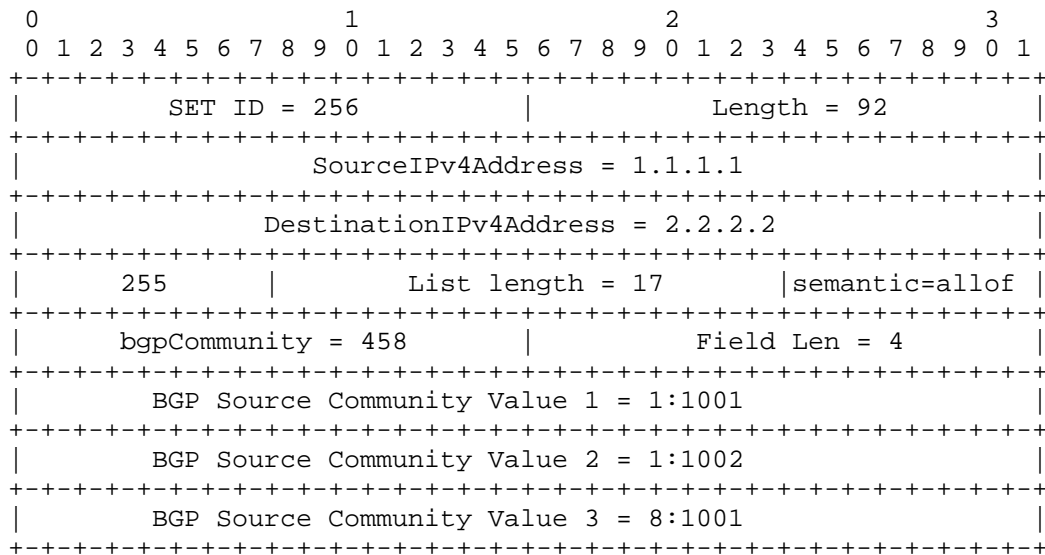 0                   1                   2                   3
0 1 2 3 4 5 6 7 8 9 0 1 2 3 4 5 6 7 8 9 0 1 2 3 4 5 6 7 8 9 0 1
+-+-+-+-+-+-+-+-+-+-+-+-+-+-+-+-+-+-+-+-+-+-+-+-+-+-+-+-+-+-+-+-+
| SET ID = 256 | Length = 92 |
+-+-+-+-+-+-+-+-+-+-+-+-+-+-+-+-+-+-+-+-+-+-+-+-+-+-+-+-+-+-+-+-+
| SourceIPv4Address = 1.1.1.1 |
+-+-+-+-+-+-+-+-+-+-+-+-+-+-+-+-+-+-+-+-+-+-+-+-+-+-+-+-+-+-+-+-+
| DestinationIPv4Address = 2.2.2.2 |
+-+-+-+-+-+-+-+-+-+-+-+-+-+-+-+-+-+-+-+-+-+-+-+-+-+-+-+-+-+-+-+-+
| 255 | List length = 17 |semantic=allof |
+-+-+-+-+-+-+-+-+-+-+-+-+-+-+-+-+-+-+-+-+-+-+-+-+-+-+-+-+-+-+-+-+
| bgpCommunity = 458 | Field Len = 4 |
+-+-+-+-+-+-+-+-+-+-+-+-+-+-+-+-+-+-+-+-+-+-+-+-+-+-+-+-+-+-+-+-+
| BGP Source Community Value 1 = 1:1001 |
+-+-+-+-+-+-+-+-+-+-+-+-+-+-+-+-+-+-+-+-+-+-+-+-+-+-+-+-+-+-+-+-+
| BGP Source Community Value 2 = 1:1002 |
+-+-+-+-+-+-+-+-+-+-+-+-+-+-+-+-+-+-+-+-+-+-+-+-+-+-+-+-+-+-+-+-+
| BGP Source Community Value 3 = 8:1001 |
+-+-+-+-+-+-+-+-+-+-+-+-+-+-+-+-+-+-+-+-+-+-+-+-+-+-+-+-+-+-+-+-+